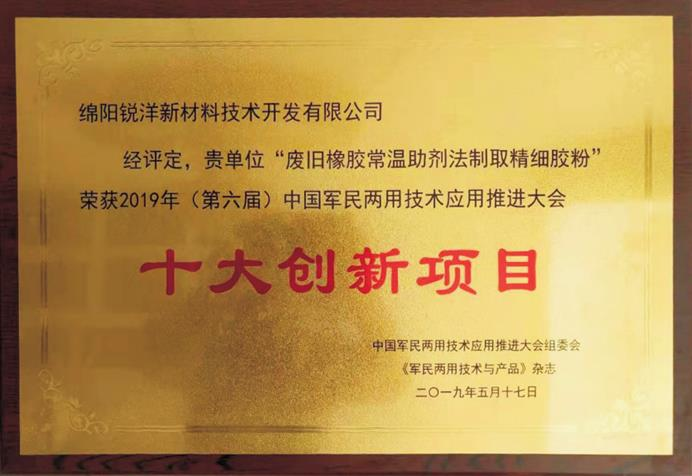 绵阳锐洋新材料技术开发有限公司
经评定，贵单位“废旧橡胶常温助剂法制取精细胶粉”
荣获2019年（第六届）中国军民两用技术应用推进大会
十大创新项目
中国军民两用技术应用推进大会组委会
《军民两用技术与产品》杂志
二〇一九年五月十七日